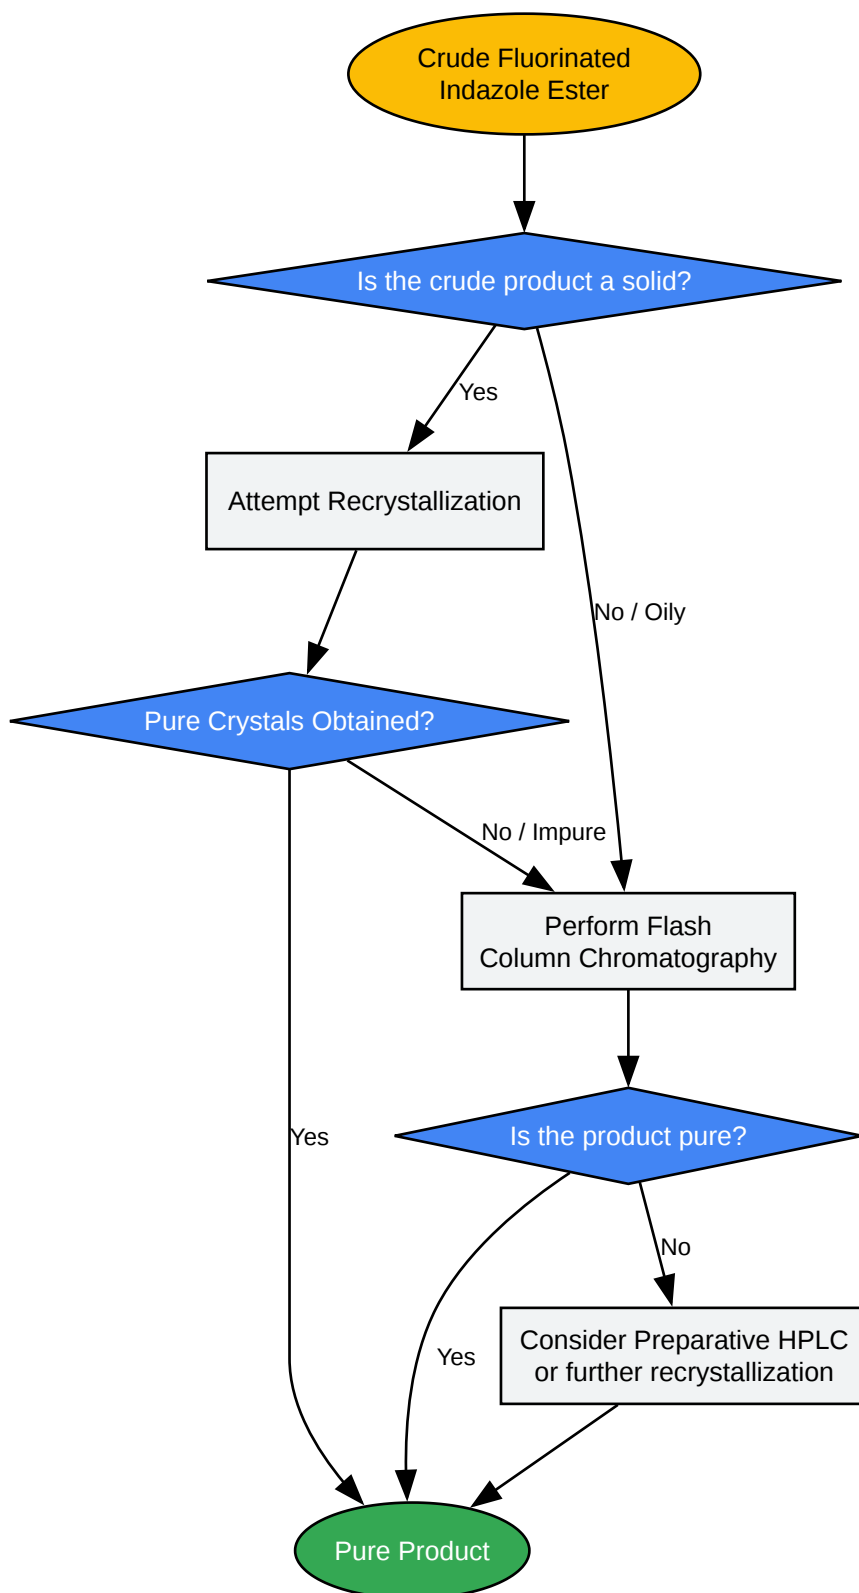 Crude Fluorinated
Indazole Ester
Is the crude product a solid?
Yes
Attempt Recrystallization
No / Oily
Pure Crystals Obtained?
No / Impure
Perform Flash
Column Chromatography
Yes
Is the product pure?
No
Consider Preparative HPLC
or further recrystallization
Yes
Pure Product